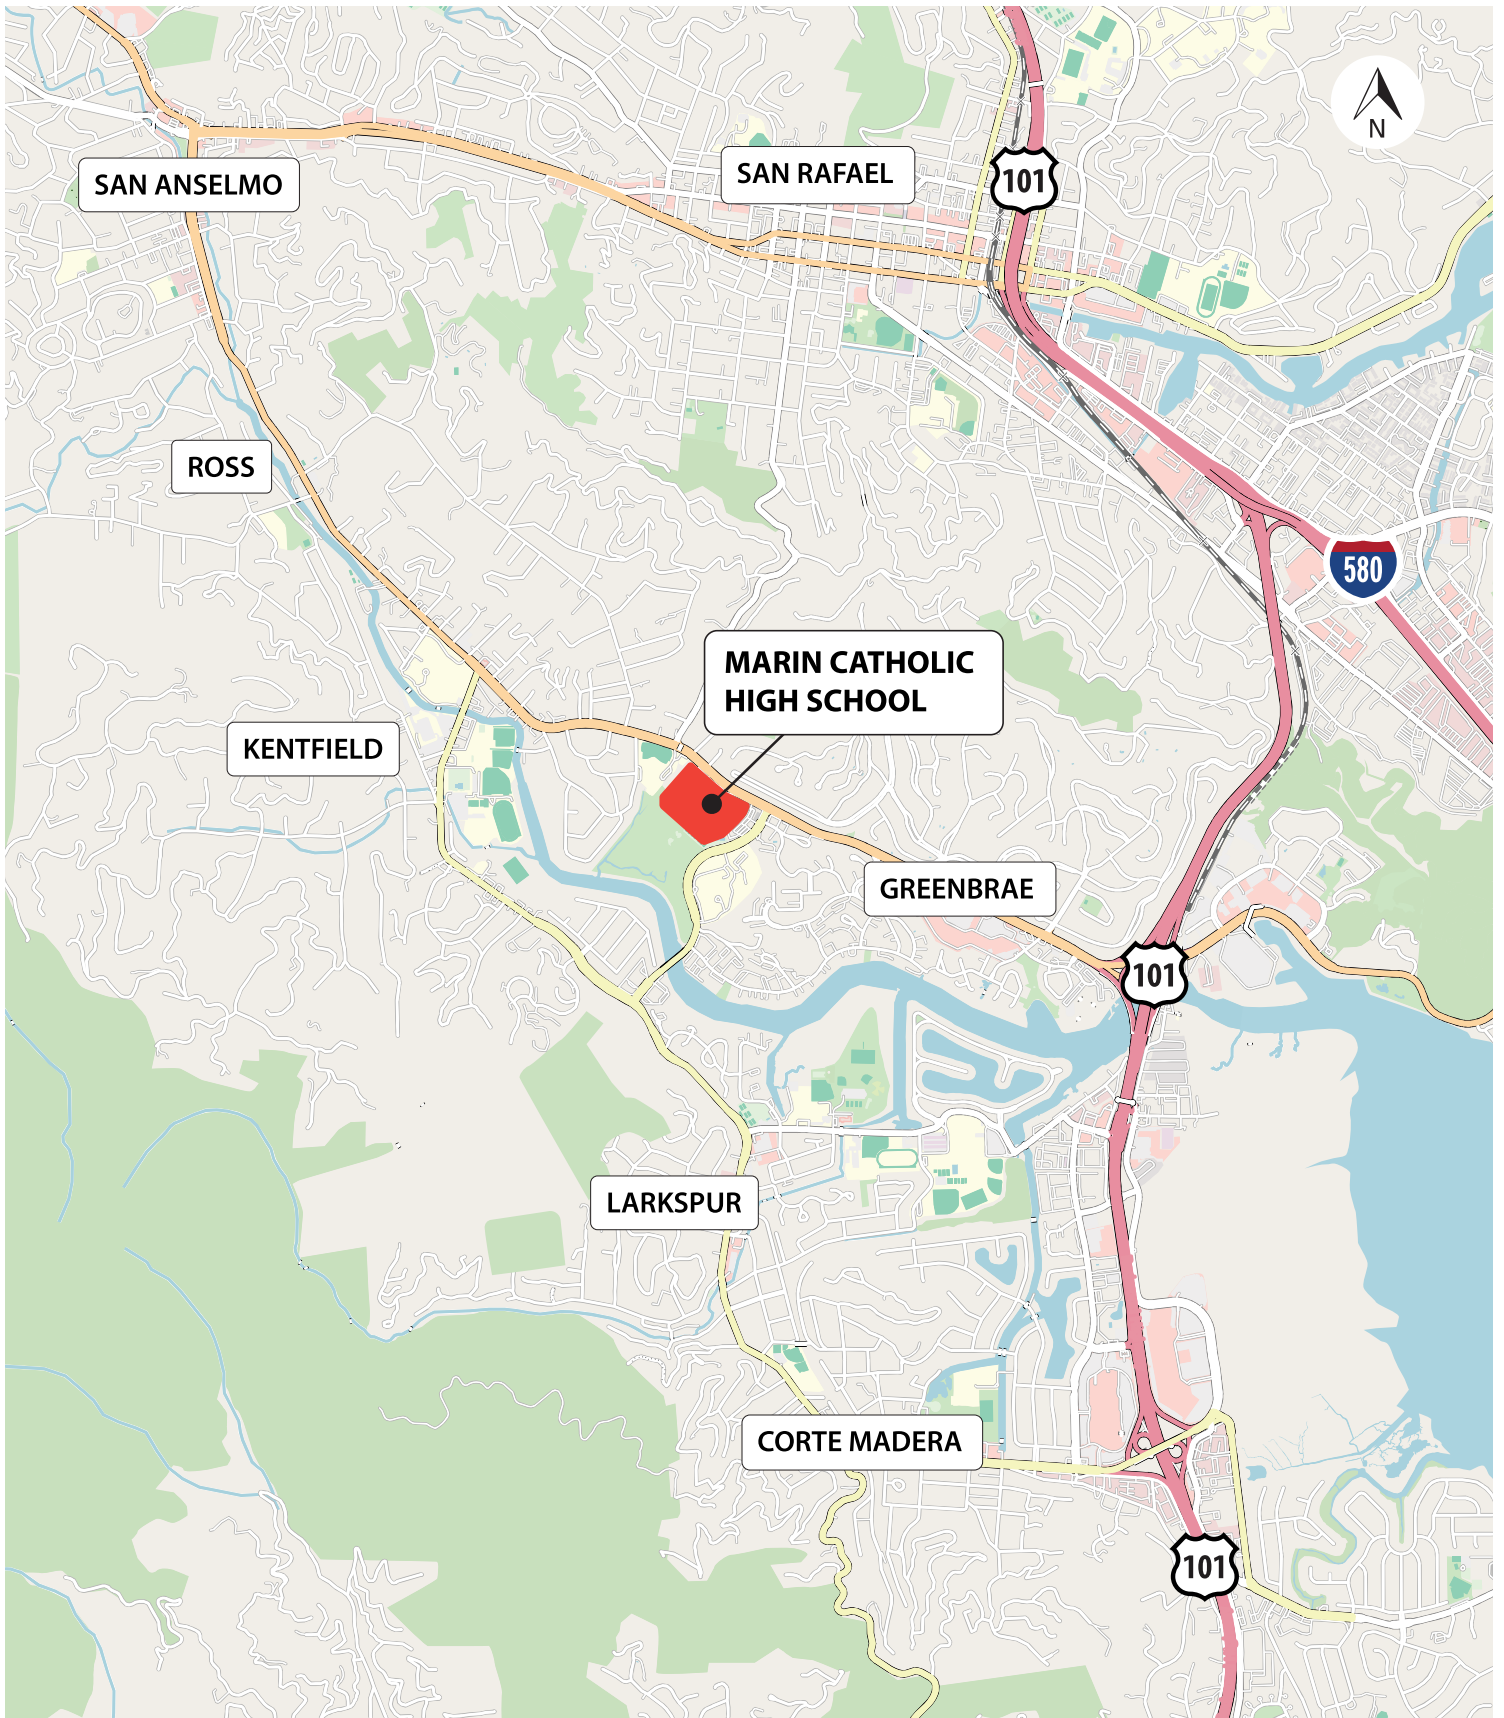 N
SAN RAFAEL
101
SAN ANSELMO
ROSS
580
MARIN CATHOLIC
HIGH SCHOOL
KENTFIELD
GREENBRAE
101
LARKSPUR
CORTE MADERA
101